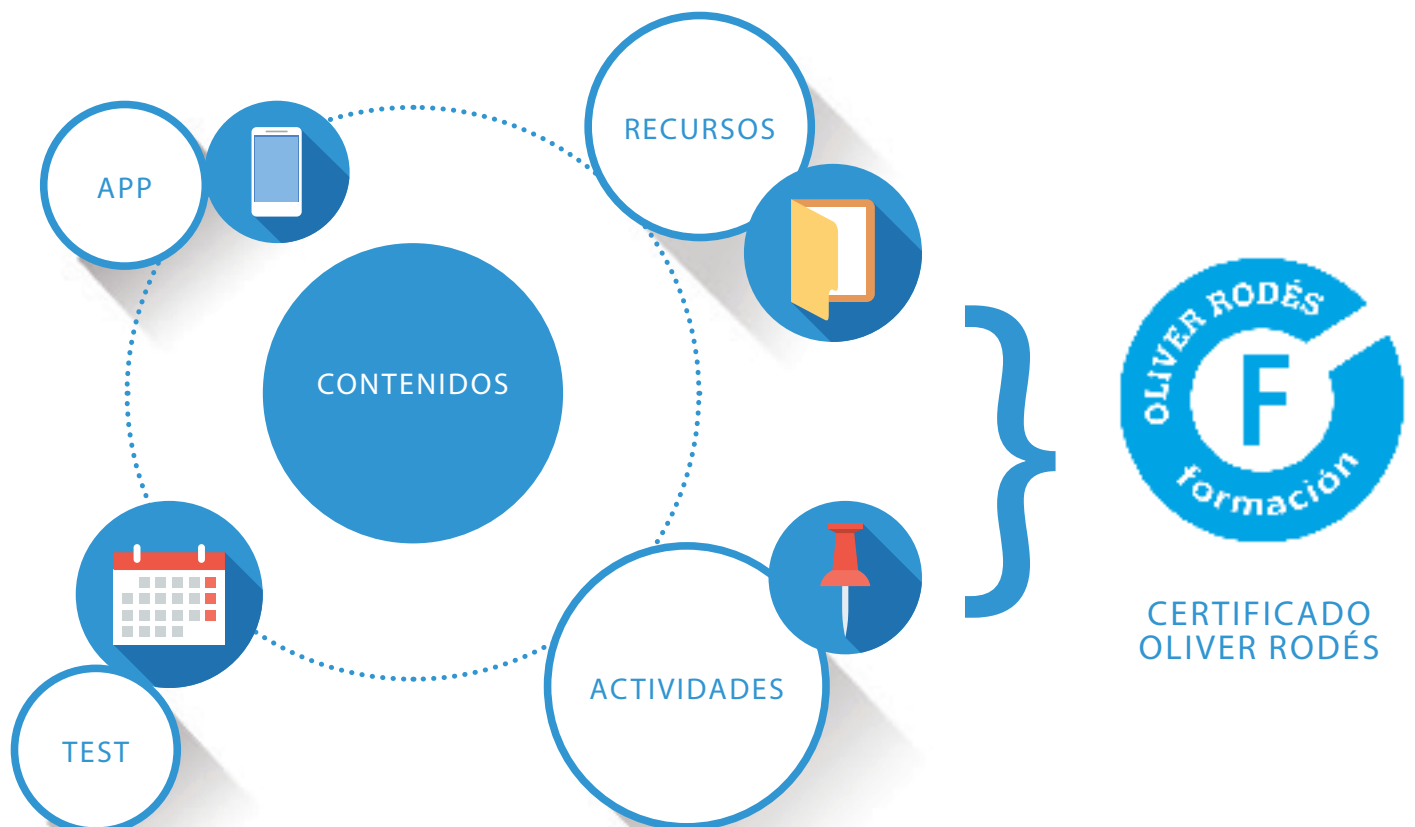 RECURSOS
APP
CONTENIDOS
OLIVER RODÉS
F
formación
CERTIFICADO
OLIVER RODÉS
ACTIVIDADES
TEST